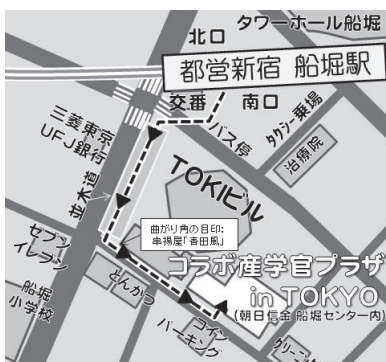 北口
タワーホール船堀
都営新宿 船堀駅
交番
南口
三菱東京
UFJ銀行
バス停
タクシー乗場
治療院
並木道
TOKIビル
曲がり角の目印:
串揚屋「香田風」
セブン
イレブン
コラボ産学官プラザ
in TOKYO
(朝日信金 船堀センター内)
とんかつ
船堀
小学校
コイン
パーキング